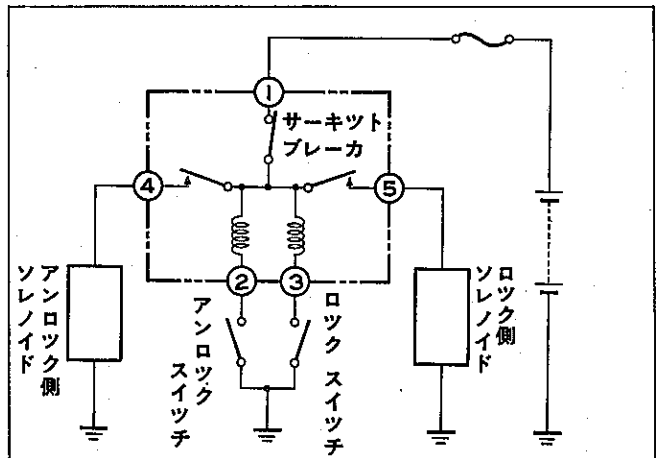 ①
サーキット
ブレーカ
④
⑤
②
③
アンロック側
ソレノイド
アンロック
スイッチ
ロック スイッチ
ロック側
ソレノイド